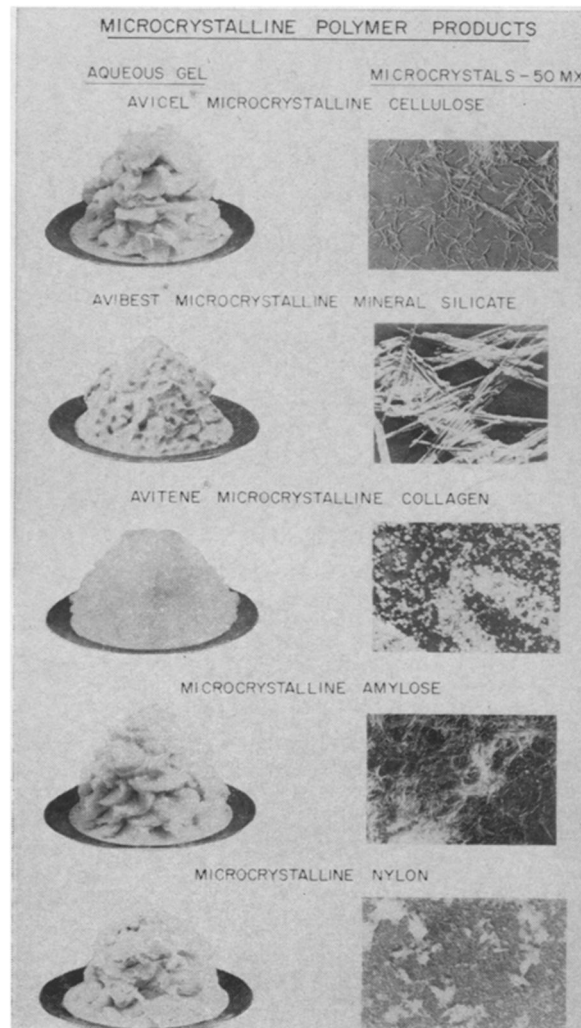 MICROCRYSTALLINE POLYMER PRODUCTS
AQUEOUS GEL
MICROCRYSTALS – 50 MX
AVICEL MICROCRYSTALLINE CELLULOSE
AVIBEST MICROCRYSTALLINE MINERAL SILICATE
AVITENE MICROCRYSTALLINE COLLAGEN
MICROCRYSTALLINE AMYLOSE
MICROCRYSTALLINE NYLON